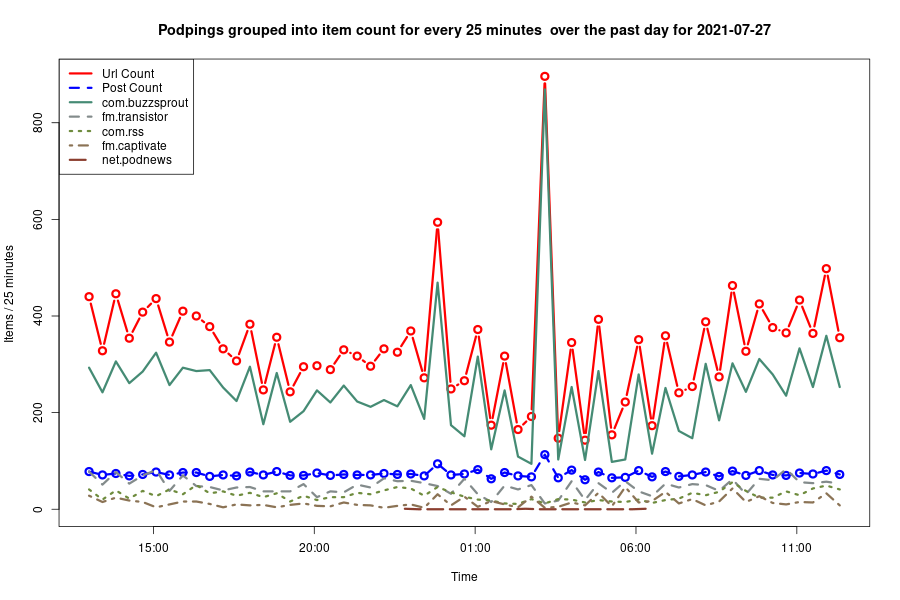 Podpings grouped into item count for every 25 minutes  over the past day for 2021-07-27
Url Count
Post Count
com.buzzsprout
fm.transistor
com.rss
fm.captivate
net.podnews
Items / 25 minutes
800
600
400
200
0
15:00 20:00 01:00 06:00 11:00
Time